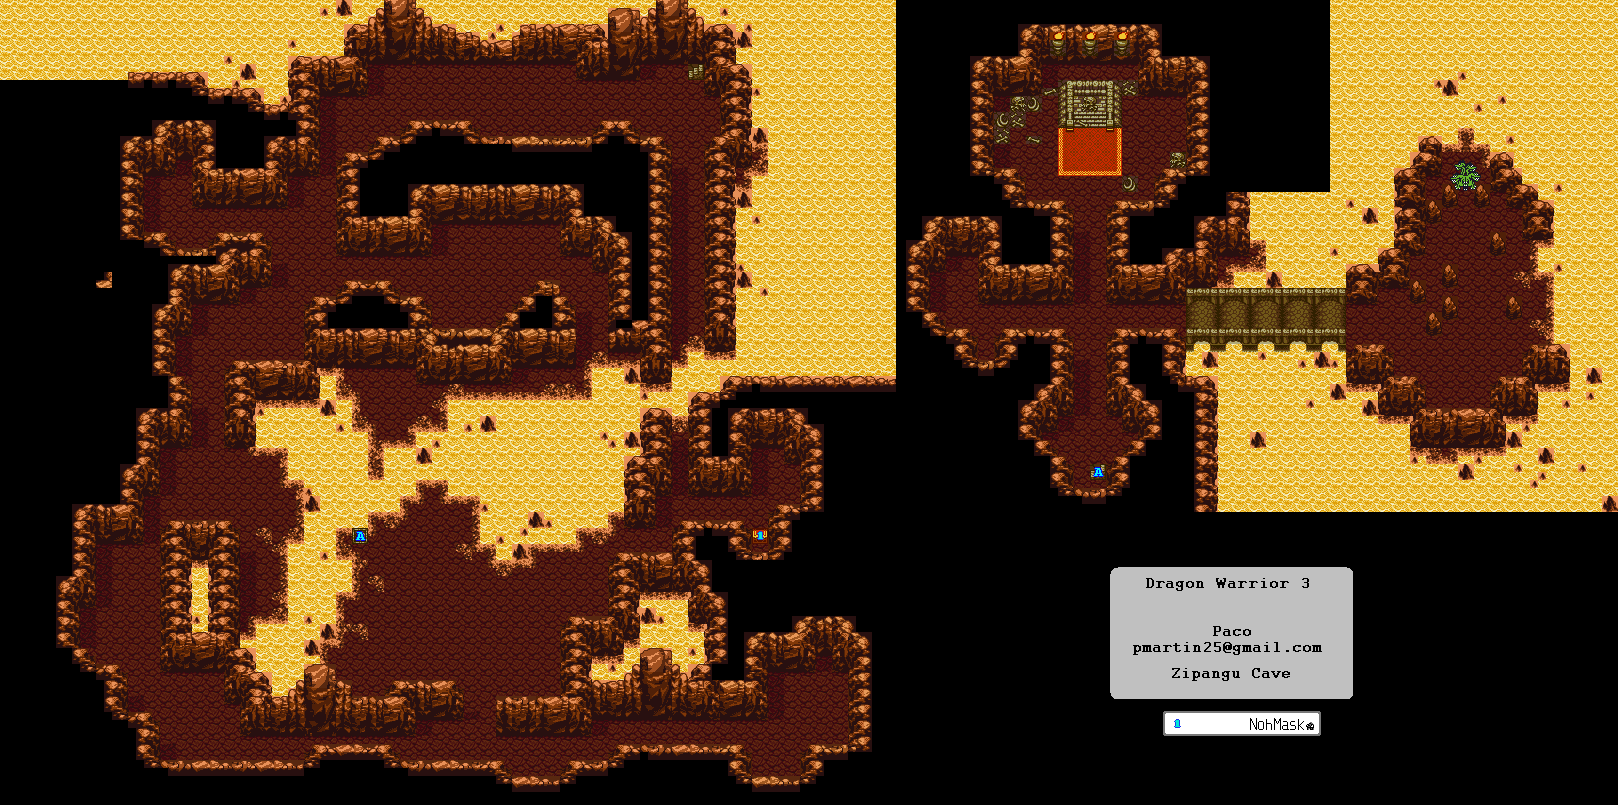 A
A
Dragon Warrior 3
Paco
pmartin25@gmail.com
Zipangu Cave
NohMask